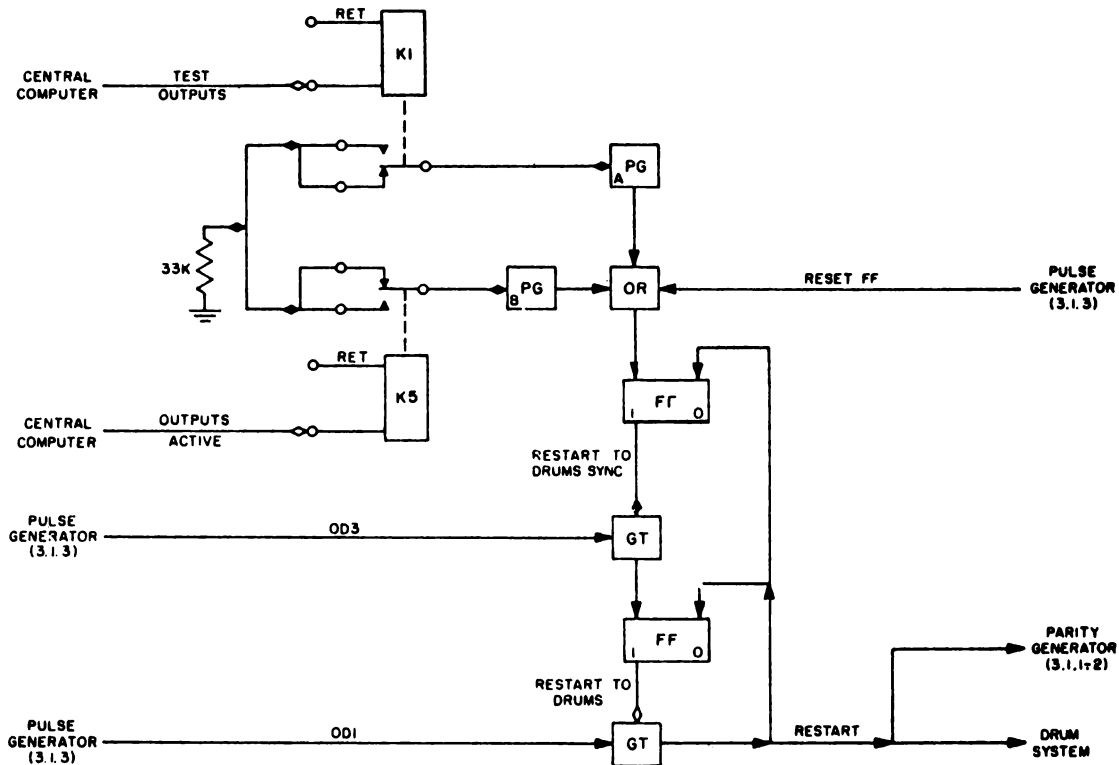 RET
K1
CENTRAL
COMPUTER
TEST
OUTPUTS
PG
A
33K
PG
B
OR
RESET FF
PULSE
GENERATOR
(3.1.3)
RET
K5
FF
1 0
CENTRAL
COMPUTER
OUTPUTS
ACTIVE
RESTART TO
DRUMS SYNC
PULSE
GENERATOR
(3.1.3)
OD3
GT
FF
1 0
PARITY
GENERATOR
(3.1.1-2)
RESTART TO
DRUMS
PULSE
GENERATOR
(3.1.3)
OD1
GT
RESTART
DRUM
SYSTEM